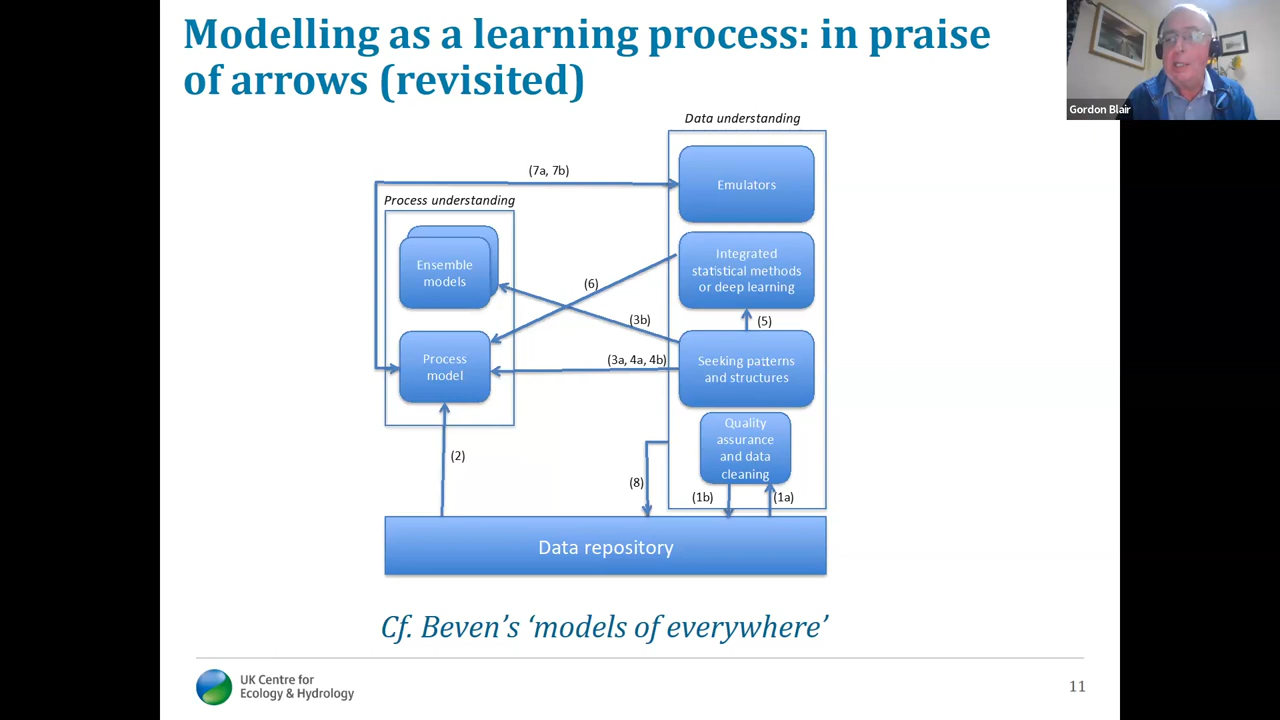 Modelling as a learning process: in praise
of arrows (revisited)
Gordon Blair
Data understanding
(7a, 7b)
Emulators
Process understanding
Ensemble
models
Integrated
statistical methods
or deep learning
(6)
(3b)
(5)
Process
model
(3a, 4a, 4b)
Seeking patterns
and structures
Quality
assurance
and data
cleaning
(2)
(8)
(1b)
(1a)
Data repository
Cf. Beven’s ‘models of everywhere’
UK Centre for
Ecology & Hydrology
11